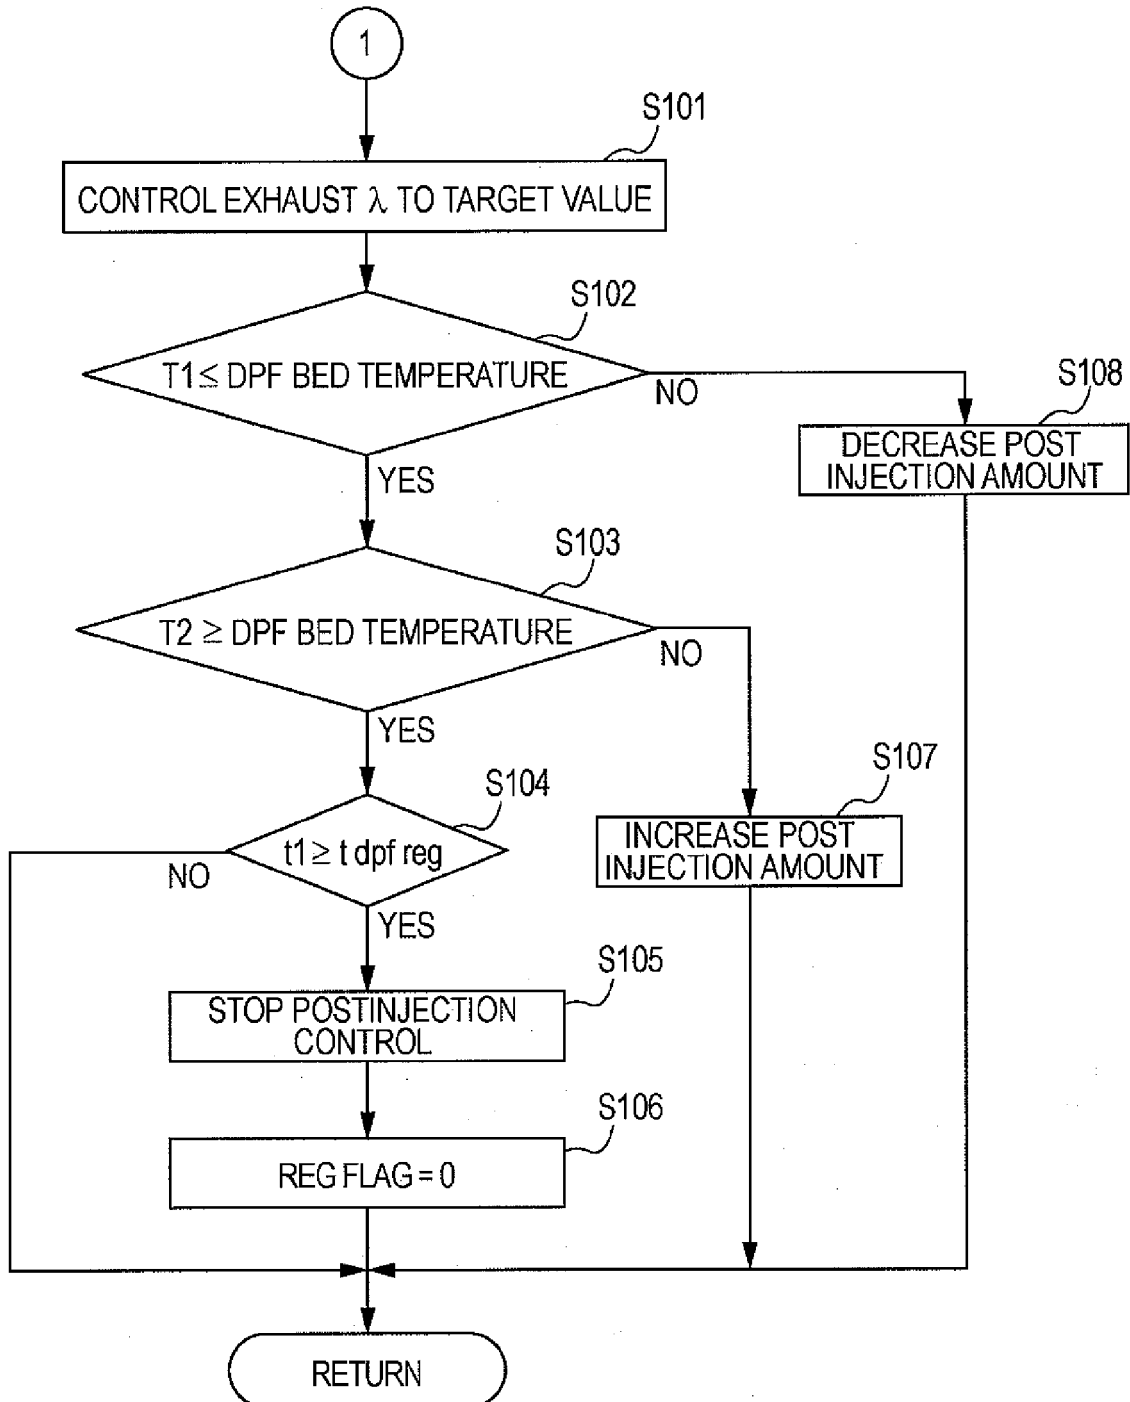 1
S101
CONTROL EXHAUST λ TO TARGET VALUE
S102
T1 ≤ DPF BED TEMPERATURE
NO
S108
DECREASE POST
INJECTION AMOUNT
YES
S103
T2 ≥ DPF BED TEMPERATURE
NO
YES
S107
INCREASE POST
INJECTION AMOUNT
S104
t1 ≥ t dpf reg
NO
YES
S105
STOP POSTINJECTION
CONTROL
S106
REG FLAG = 0
RETURN